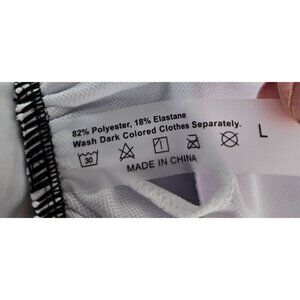 82% Polyester, 18% Elastane
Wash Dark Colored Clothes Separately.
30
L
MADE IN CHINA